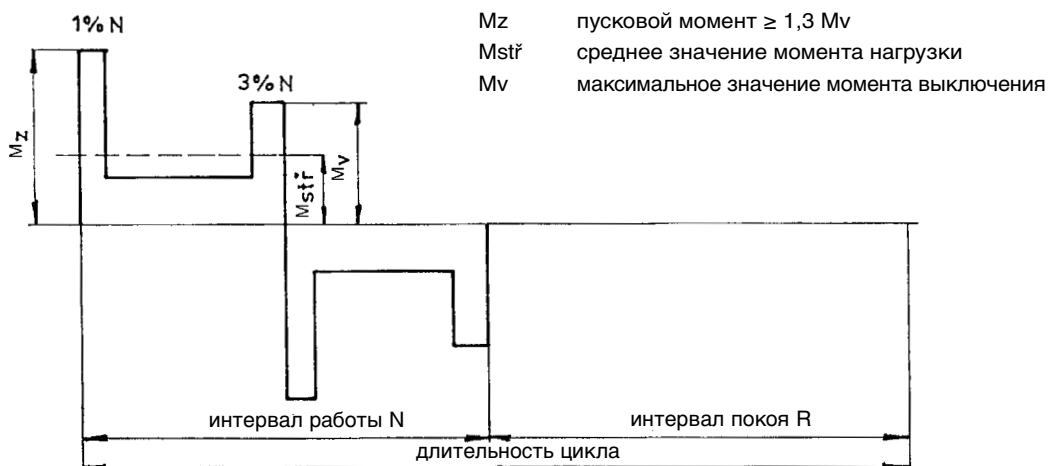 1% N
Mz пусковой момент ≥ 1,3 Mv
Mstř среднее значение момента нагрузки
Mv максимальное значение момента выключения
3% N
Mz
Mstř
Mv
интервал работы N
интервал покоя R
длительность цикла